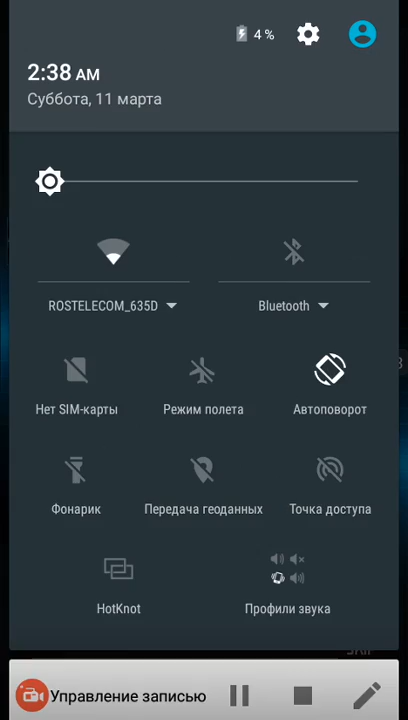 4 %
2:38 AM
Суббота, 11 марта
ROSTELECOM_635D
Bluetooth
Нет SIM-карты
Режим полета
Автоповорот
Фонарик
Передача геоданных
Точка доступа
HotKnot
Профили звука
Управление записью